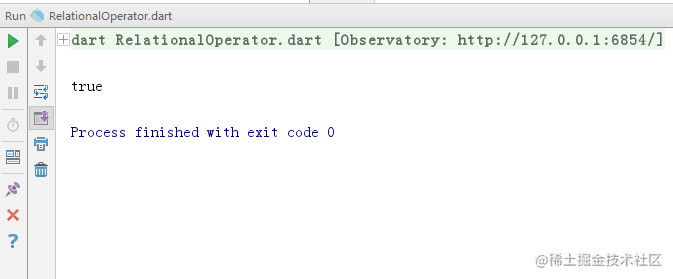 Run RelationalOperator.dart
dart RelationalOperator.dart [Observatory: http://127.0.0.1:6854/]
true
Process finished with exit code 0
@稀土掘金技术社区